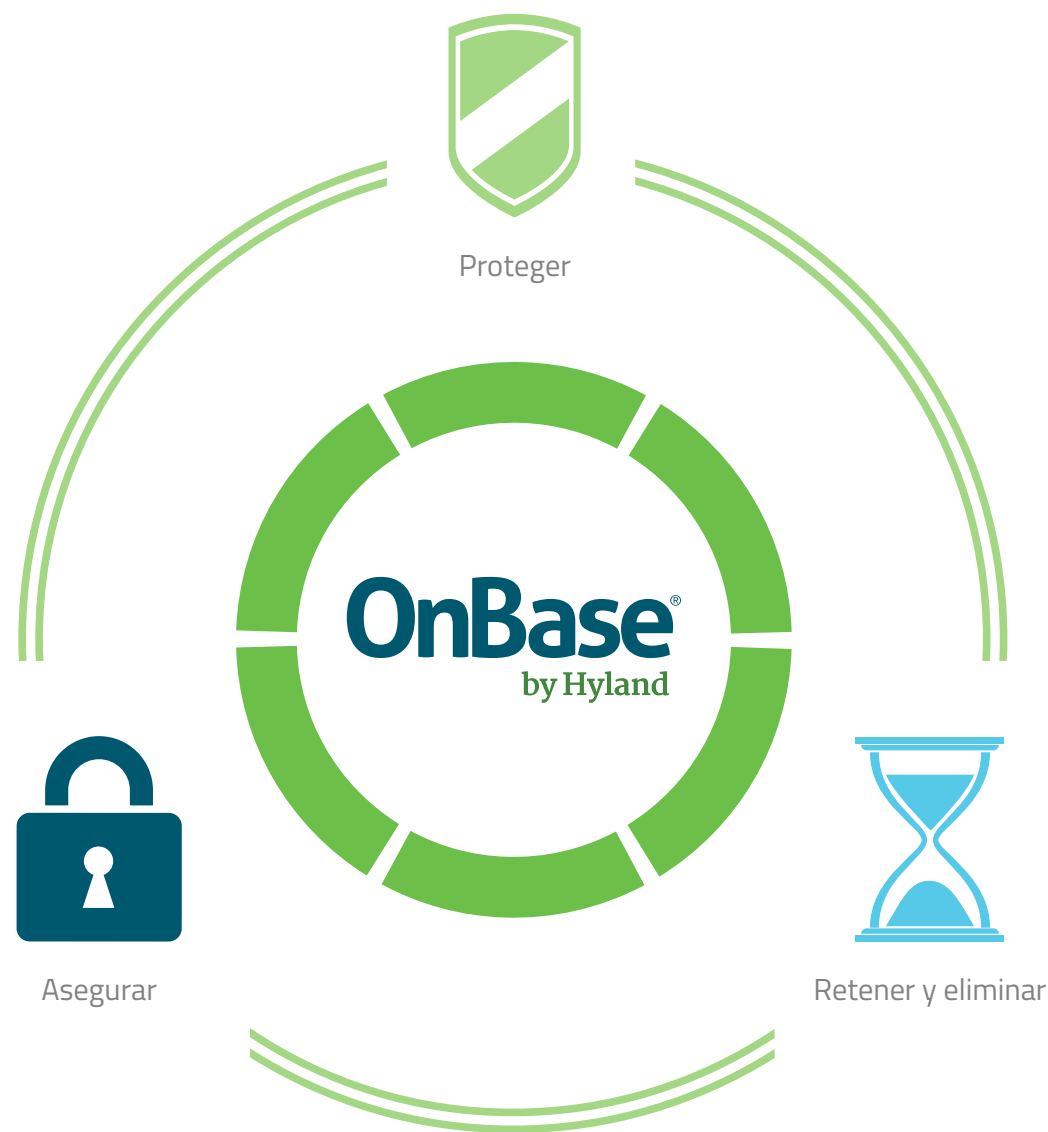 Proteger
OnBase®
by Hyland
Asegurar
Retener y eliminar